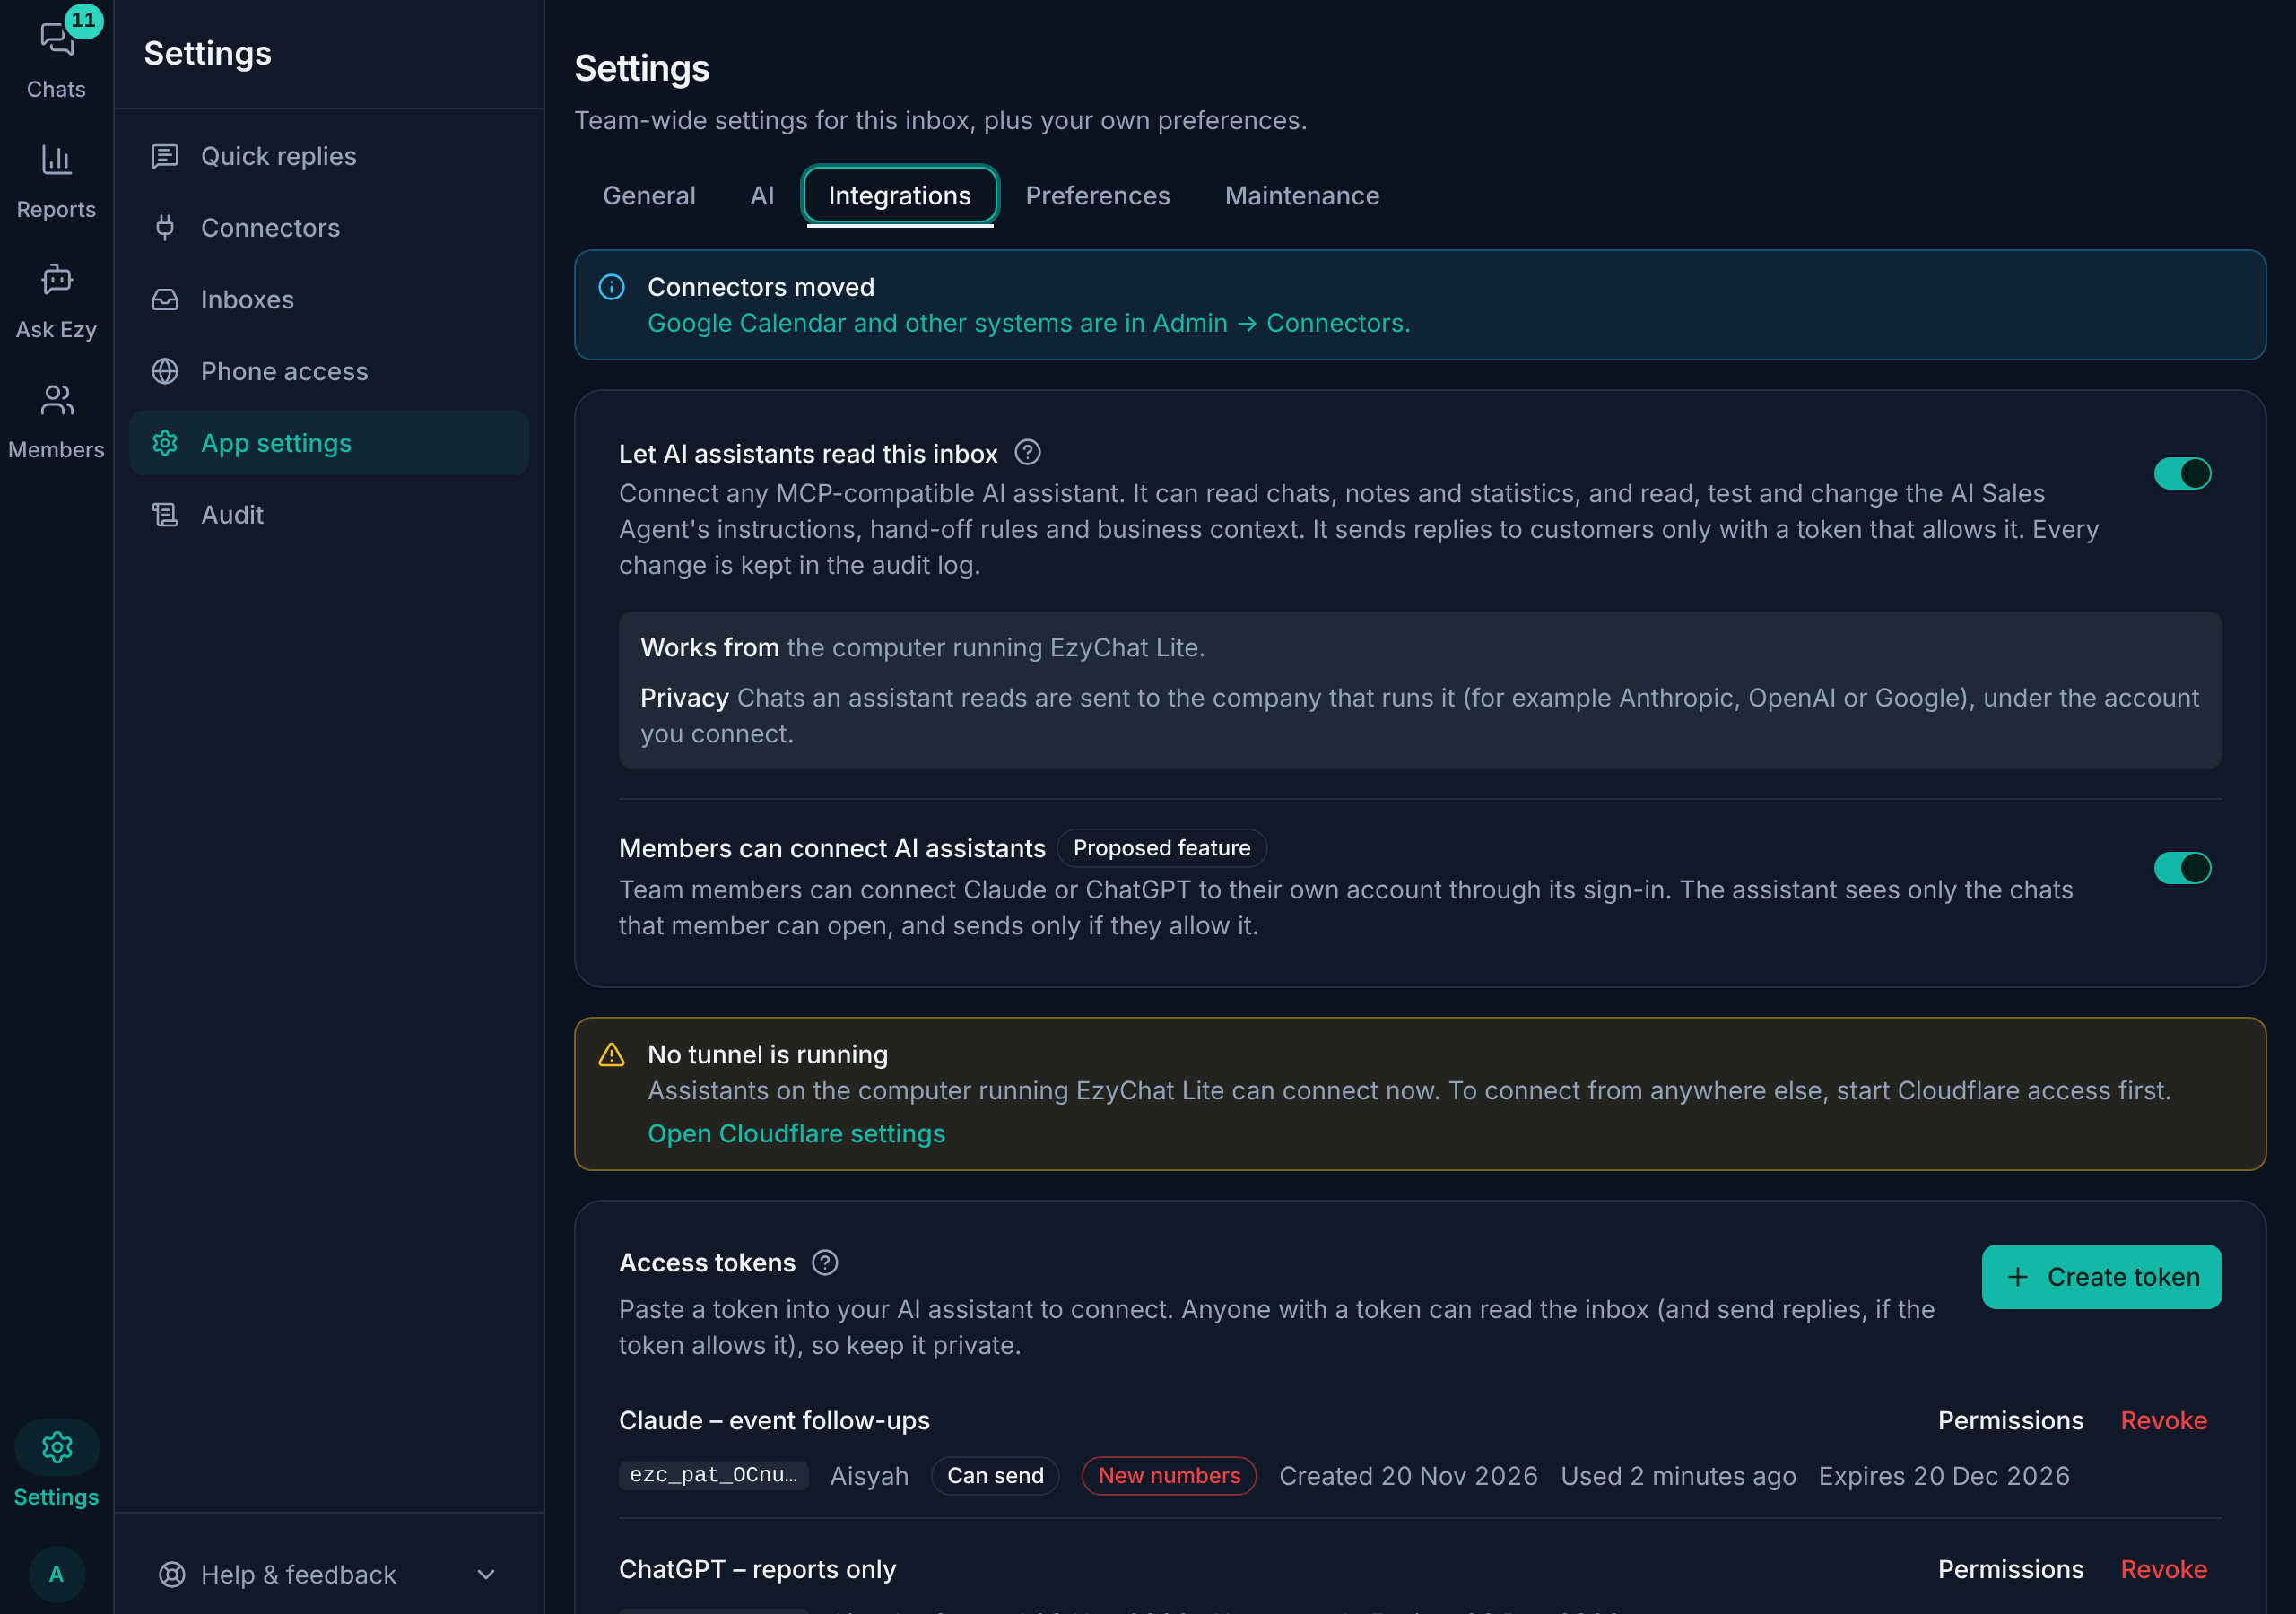 11
Chats
Reports
Ask Ezy
Members
Settings
A
Settings
Quick replies
Connectors
Inboxes
Phone access
App settings
Audit
Help & feedback
Settings
Team-wide settings for this inbox, plus your own preferences.
General AI Integrations Preferences Maintenance
Connectors moved
Google Calendar and other systems are in Admin → Connectors.
Let AI assistants read this inbox
Connect any MCP-compatible AI assistant. It can read chats, notes and statistics, and read, test and change the AI Sales
Agent's instructions, hand-off rules and business context. It sends replies to customers only with a token that allows it. Every
change is kept in the audit log.
Works from the computer running EzyChat Lite.
Privacy Chats an assistant reads are sent to the company that runs it (for example Anthropic, OpenAI or Google), under the account
you connect.
Members can connect AI assistants Proposed feature
Team members can connect Claude or ChatGPT to their own account through its sign-in. The assistant sees only the chats
that member can open, and sends only if they allow it.
No tunnel is running
Assistants on the computer running EzyChat Lite can connect now. To connect from anywhere else, start Cloudflare access first.
Open Cloudflare settings
Access tokens
+ Create token
Paste a token into your AI assistant to connect. Anyone with a token can read the inbox (and send replies, if the
token allows it), so keep it private.
Claude – event follow-ups Permissions Revoke
ezc_pat_OCnu… Aisyah Can send New numbers Created 20 Nov 2026 Used 2 minutes ago Expires 20 Dec 2026
ChatGPT – reports only Permissions Revoke